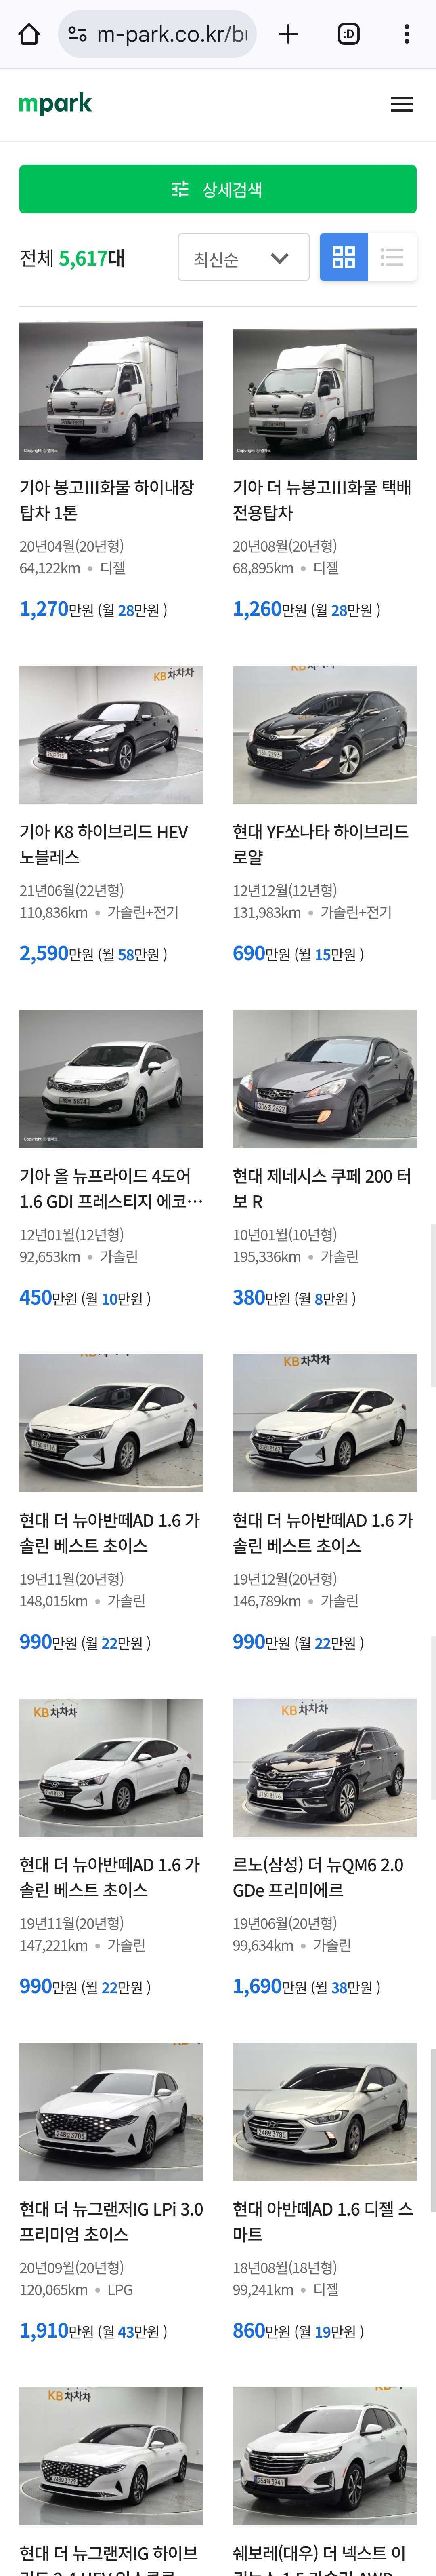 m-park.co.kr/bu
:D
mpark
상세검색
전체 5,617대
최신순
기아 봉고III화물 하이내장
탑차 1톤
20년04월(20년형)
64,122km • 디젤
1,270만원 (월 28만원 )
기아 더 뉴봉고III화물 택배
전용탑차
20년08월(20년형)
68,895km • 디젤
1,260만원 (월 28만원 )
KB차차차
기아 K8 하이브리드 HEV
노블레스
21년06월(22년형)
110,836km • 가솔린+전기
2,590만원 (월 58만원 )
현대 YF쏘나타 하이브리드
로얄
12년12월(12년형)
131,983km • 가솔린+전기
690만원 (월 15만원 )
기아 올 뉴프라이드 4도어
1.6 GDI 프레스티지 에코…
12년01월(12년형)
92,653km • 가솔린
450만원 (월 10만원 )
현대 제네시스 쿠페 200 터
보 R
10년01월(10년형)
195,336km • 가솔린
380만원 (월 8만원 )
현대 더 뉴아반떼AD 1.6 가
솔린 베스트 초이스
19년11월(20년형)
148,015km • 가솔린
990만원 (월 22만원 )
KB차차차
현대 더 뉴아반떼AD 1.6 가
솔린 베스트 초이스
19년12월(20년형)
146,789km • 가솔린
990만원 (월 22만원 )
KB차차차
현대 더 뉴아반떼AD 1.6 가
솔린 베스트 초이스
19년11월(20년형)
147,221km • 가솔린
990만원 (월 22만원 )
KB차차차
르노(삼성) 더 뉴QM6 2.0
GDe 프리미에르
19년06월(20년형)
99,634km • 가솔린
1,690만원 (월 38만원 )
현대 더 뉴그랜저IG LPi 3.0
프리미엄 초이스
20년09월(20년형)
120,065km • LPG
1,910만원 (월 43만원 )
현대 아반떼AD 1.6 디젤 스
마트
18년08월(18년형)
99,241km • 디젤
860만원 (월 19만원 )
KB차차차
현대 더 뉴그랜저IG 하이브
쉐보레(대우) 더 넥스트 이